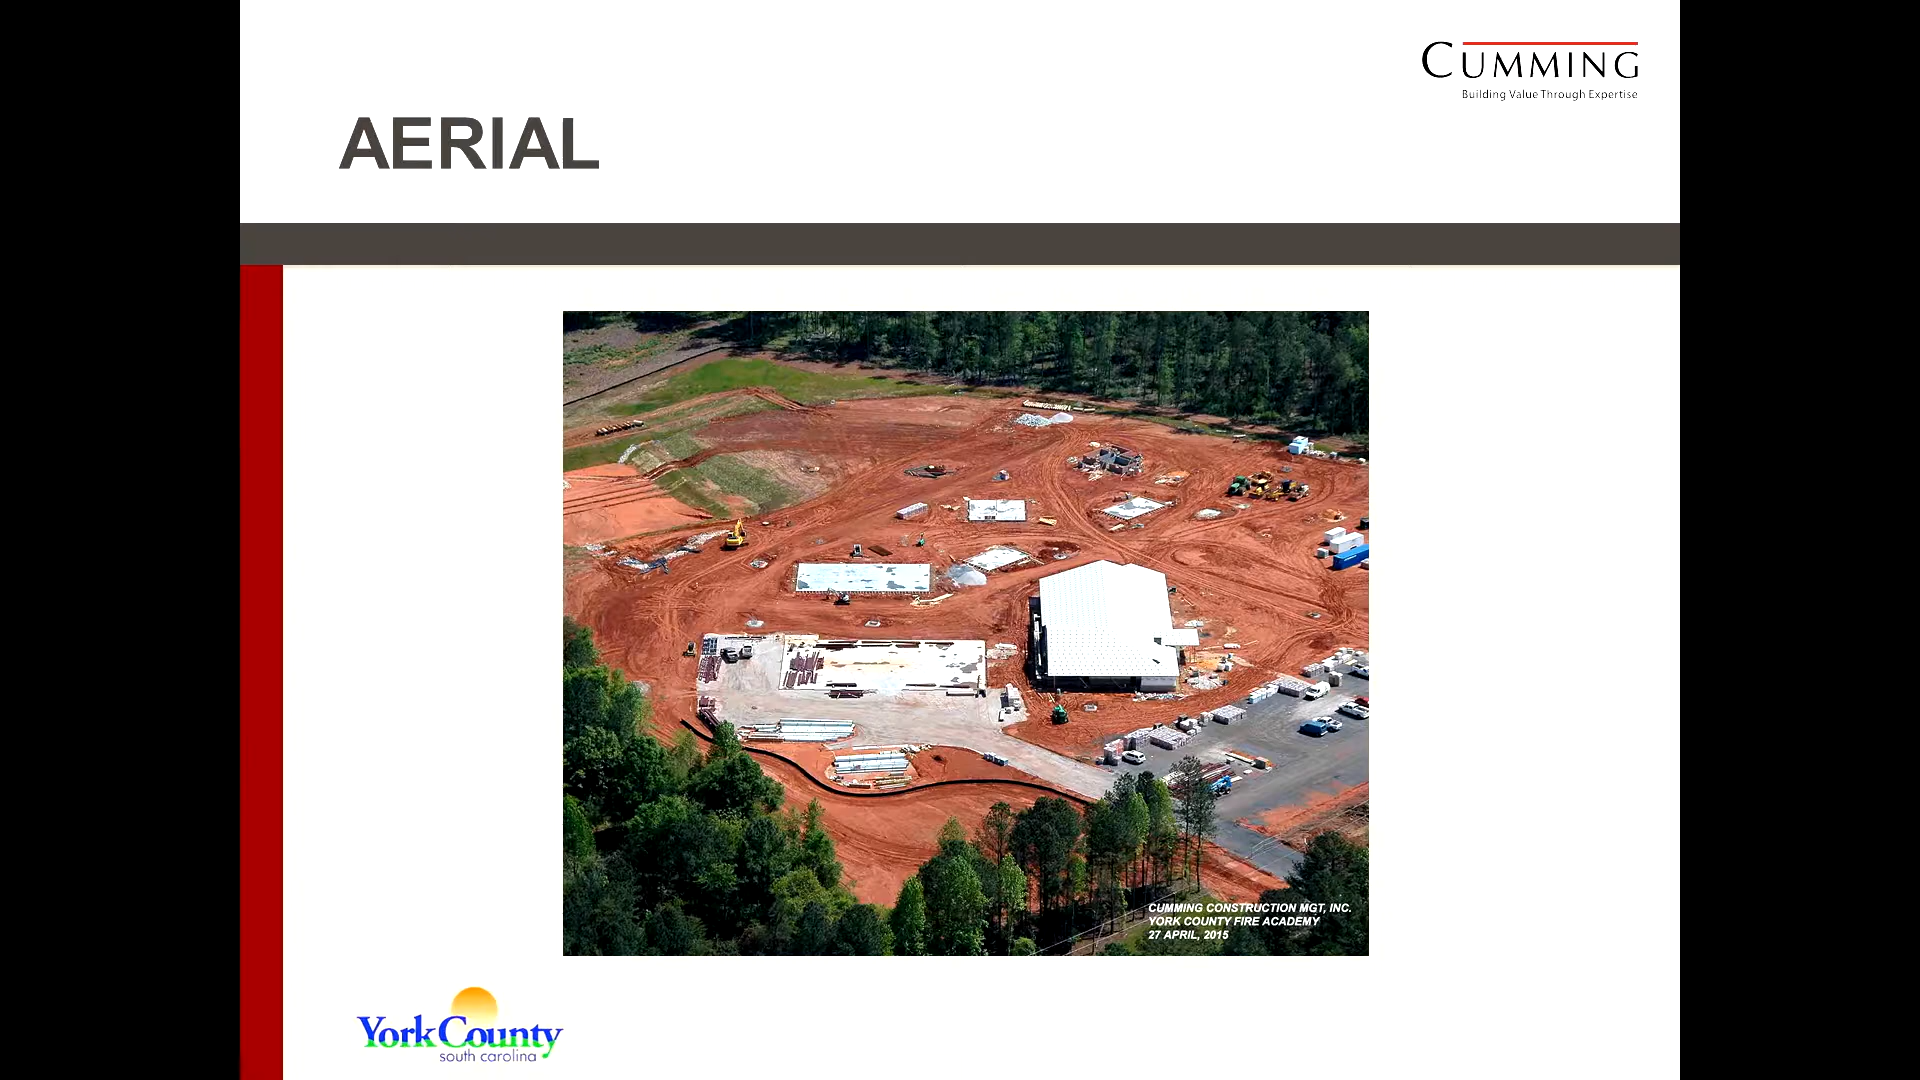 CUMMING
Building Value Through Expertise
AERIAL
CUMMING CONSTRUCTION MGT, INC.
YORK COUNTY FIRE ACADEMY
27 APRIL, 2015
York County
south carolina